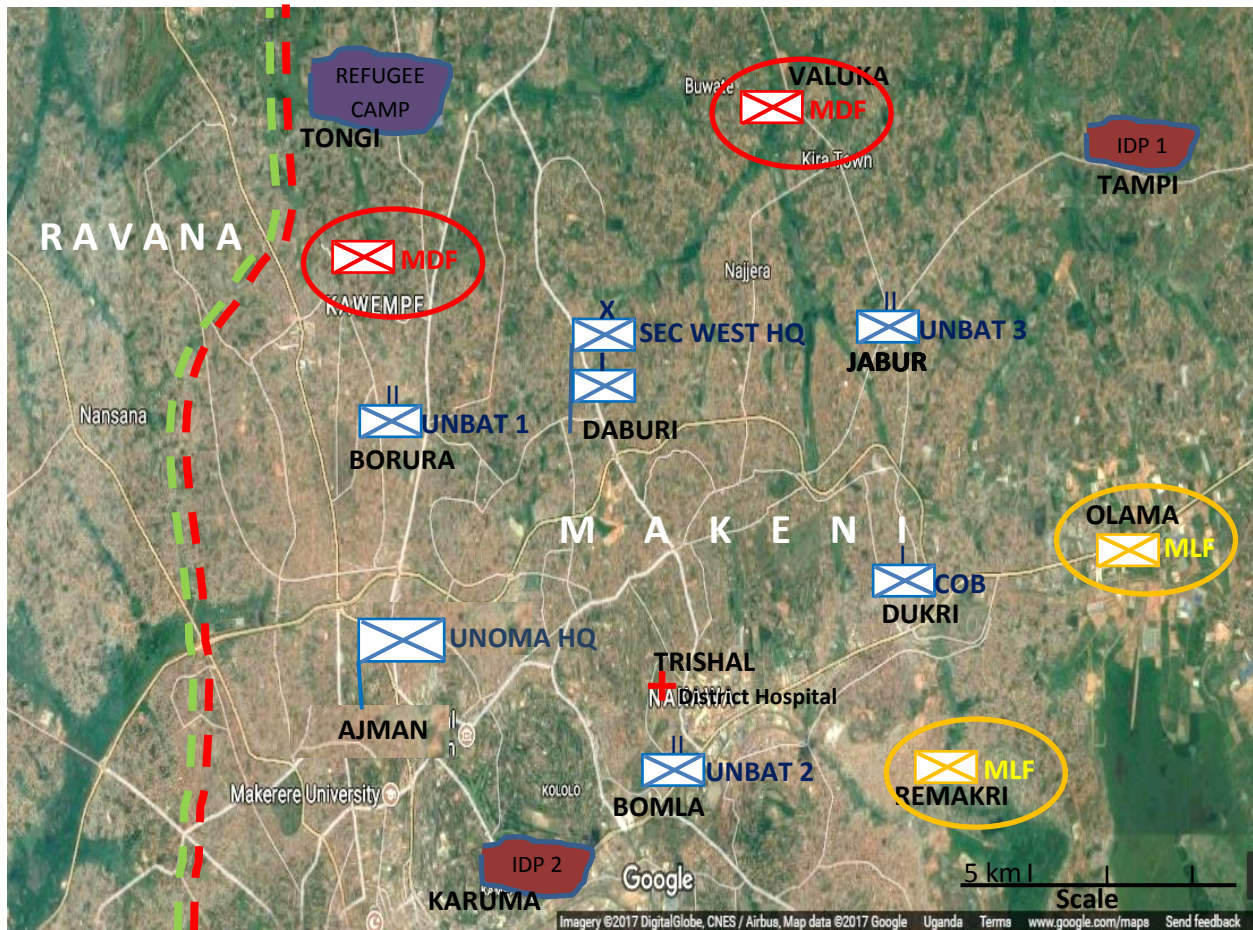 REFUGEE
CAMP
TONGI
Buwate
VALUKA
MDF
Kira Town
IDP 1
TAMPI
RAVANA
MDF
KAWEMPE
Najjera
X
SEC WEST HQ
I
DABURI
II
UNBAT 3
JABUR
Nansana
II
UNBAT 1
BORURA
MAKENI
OLAMA
MLF
I
COB
DUKRI
UNOMA HQ
AJMAN
TRISHAL
District Hospital
II
UNBAT 2
BOMLA
MLF
REMAKRI
Makerere University
KOLOLO
IDP 2
KARUMA
Google
5 km
Scale
Imagery ©2017 DigitalGlobe, CNES / Airbus, Map data ©2017 Google Uganda Terms www.google.com/maps Send feedback